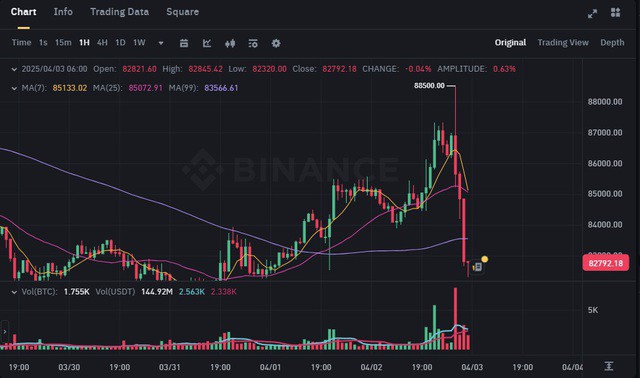 Chart Info Trading Data Square
Time 1s 15m 1H 4H 1D 1W Original Trading View Depth
2025/04/03 06:00 Open: 82821.60 High: 82845.42 Low: 82320.00 Close: 82792.18 CHANGE: -0.04% AMPLITUDE: 0.63%
MA(7): 85133.02 MA(25): 85072.91 MA(99): 83566.61
88500.00
88000.00
87000.00
86000.00
BINANCE
85000.00
84000.00
82792.18
Vol(BTC): 1.755K Vol(USDT) 144.92M 2.563K 2.338K
5K
19:00 03/30 19:00 03/31 19:00 04/01 19:00 04/02 19:00 04/03 19:00 04/04